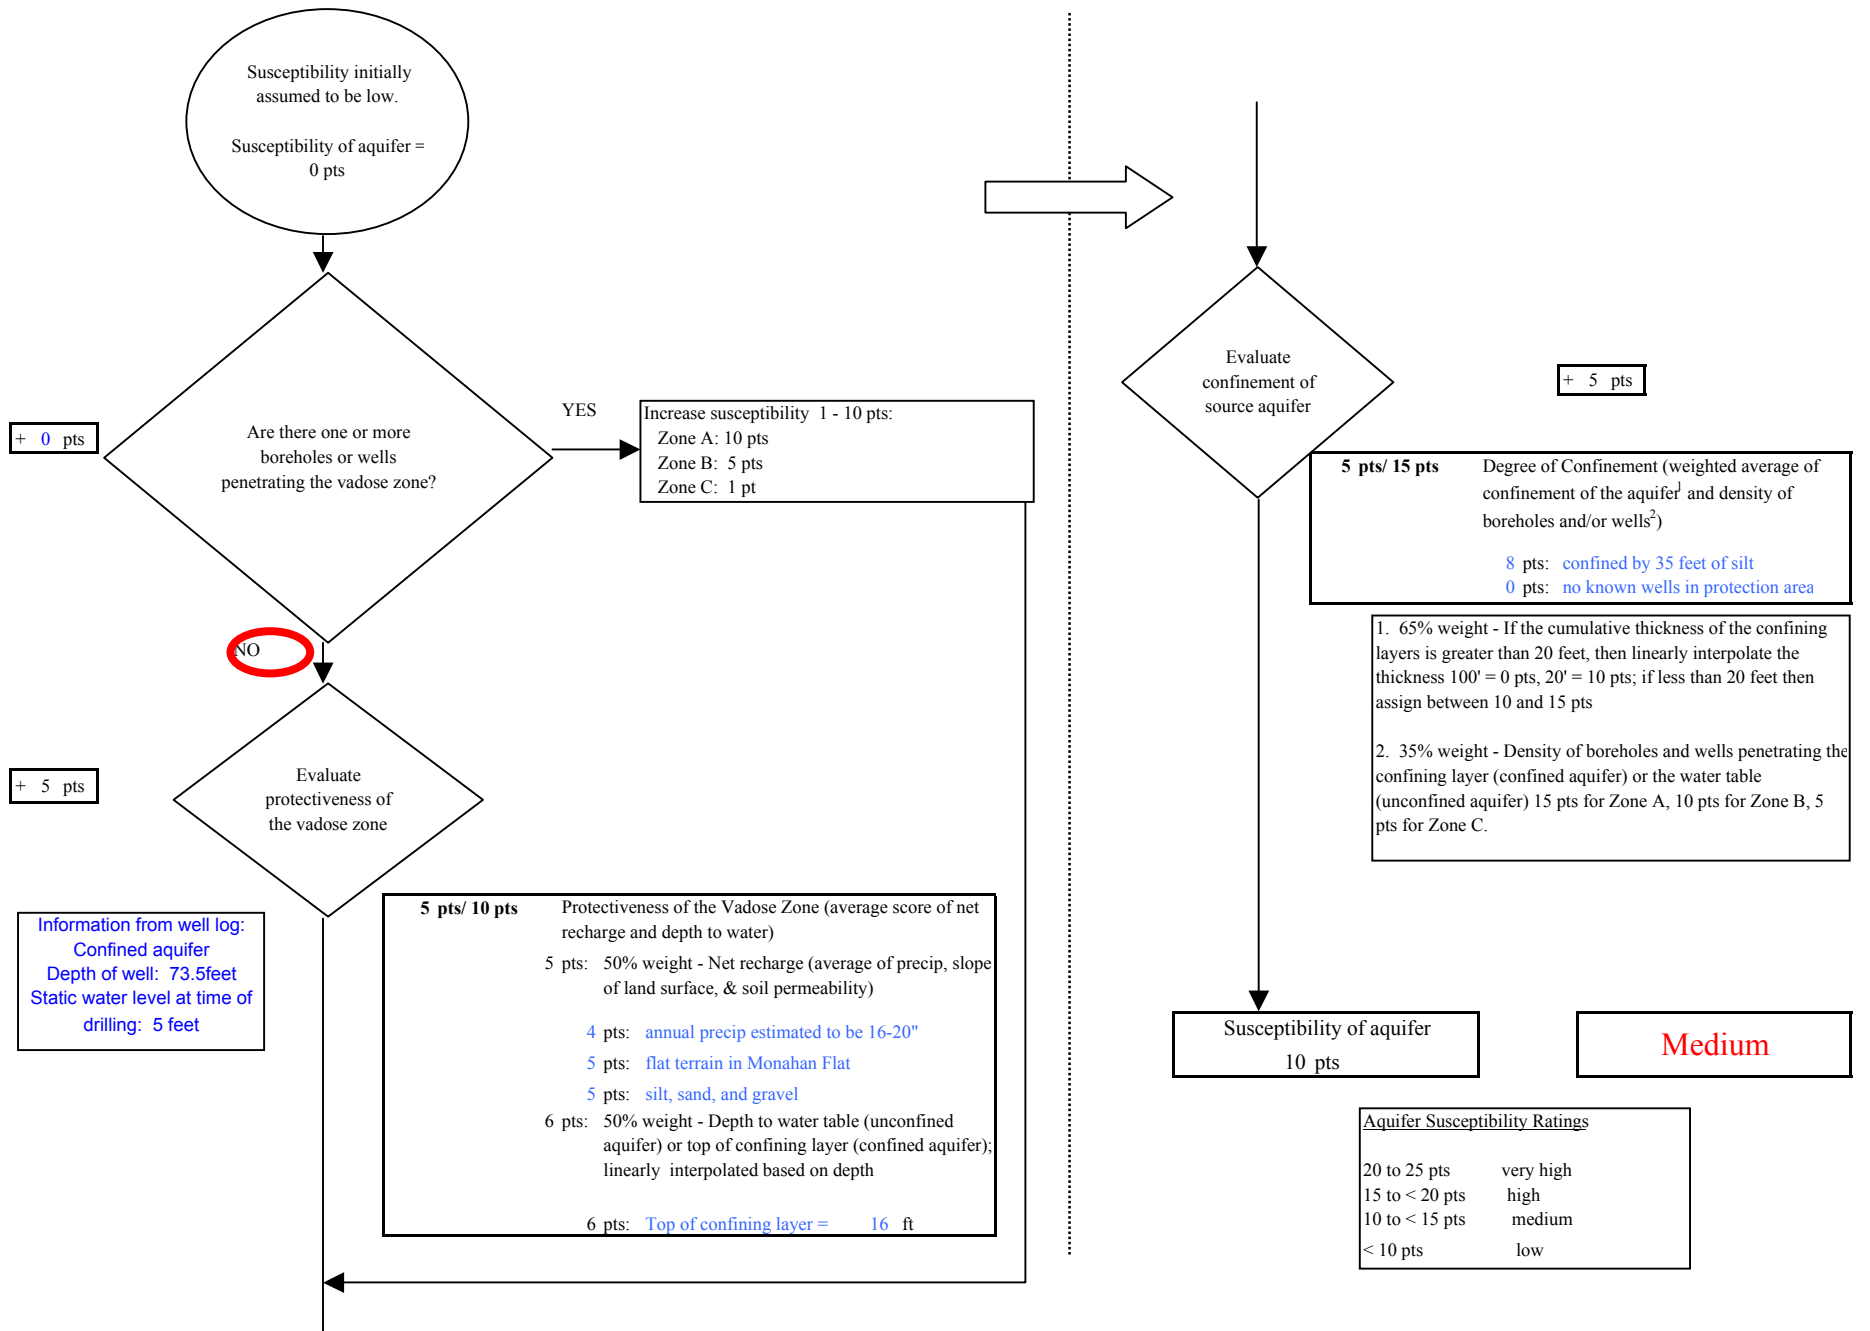 Susceptibility initially
assumed to be low.
Susceptibility of aquifer =
0 pts
+ 0 pts
Are there one or more
boreholes or wells
penetrating the vadose zone?
YES
Increase susceptibility 1 - 10 pts:
Zone A: 10 pts
Zone B: 5 pts
Zone C: 1 pt
NO
+ 5 pts
Evaluate
protectiveness of
the vadose zone
Information from well log:
Confined aquifer
Depth of well: 73.5feet
Static water level at time of
drilling: 5 feet
5 pts/ 10 pts Protectiveness of the Vadose Zone (average score of net
recharge and depth to water)
5 pts: 50% weight - Net recharge (average of precip, slope
of land surface, & soil permeability)
4 pts: annual precip estimated to be 16-20"
5 pts: flat terrain in Monahan Flat
5 pts: silt, sand, and gravel
6 pts: 50% weight - Depth to water table (unconfined
aquifer) or top of confining layer (confined aquifer);
linearly interpolated based on depth
6 pts: Top of confining layer = 16 ft
Evaluate
confinement of
source aquifer
+ 5 pts
5 pts/ 15 pts Degree of Confinement (weighted average of
confinement of the aquifer1 and density of
boreholes and/or wells2)
8 pts: confined by 35 feet of silt
0 pts: no known wells in protection area
1. 65% weight - If the cumulative thickness of the confining
layers is greater than 20 feet, then linearly interpolate the
thickness 100' = 0 pts, 20' = 10 pts; if less than 20 feet then
assign between 10 and 15 pts
2. 35% weight - Density of boreholes and wells penetrating the
confining layer (confined aquifer) or the water table
(unconfined aquifer) 15 pts for Zone A, 10 pts for Zone B, 5
pts for Zone C.
Susceptibility of aquifer
10 pts
Medium
Aquifer Susceptibility Ratings
20 to 25 pts very high
15 to < 20 pts high
10 to < 15 pts medium
< 10 pts low